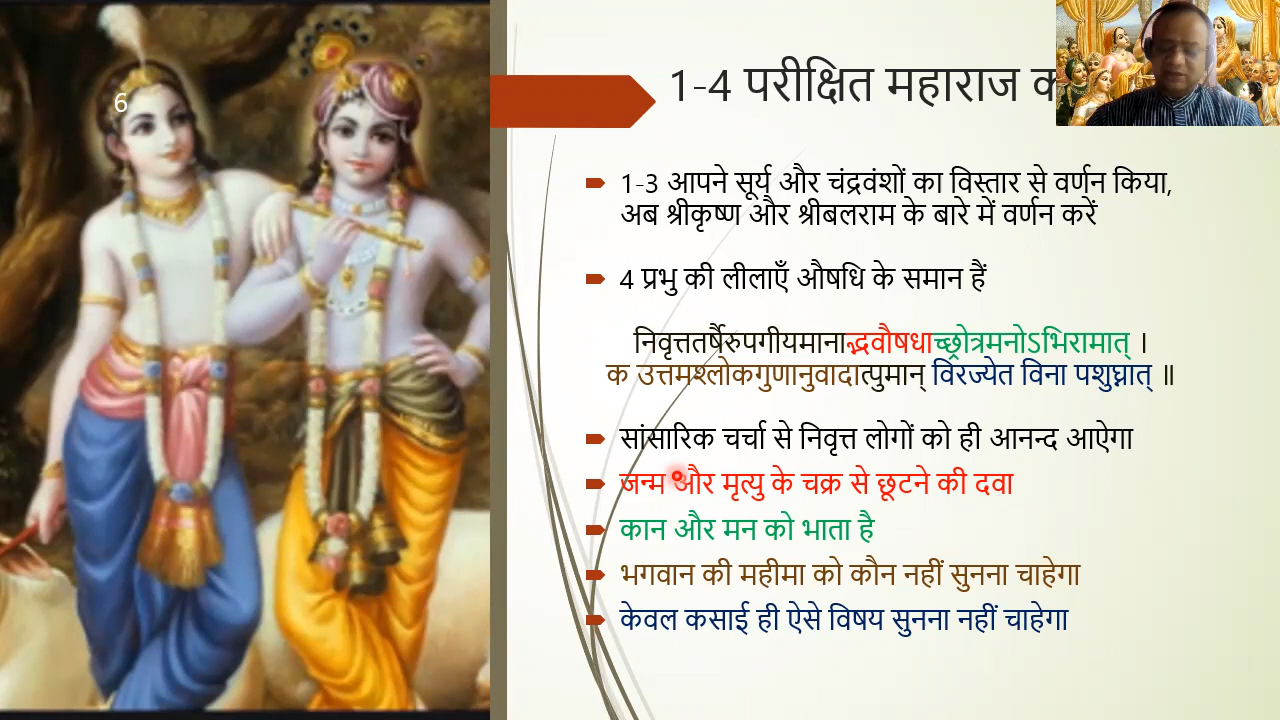 6
1-4 परीक्षित महाराज
1-3 आपने सूर्य और चंद्रवंशों का विस्तार से वर्णन किया,
अब श्रीकृष्ण और श्रीबलराम के बारे में वर्णन करें
4 प्रभु की लीलाएँ औषधि के समान हैं
निवृत्ततर्षैरुपगीयमानाद्भवौषधाच्छ्रोत्रमनोऽभिरामात् ।
क उत्तमश्लोकगुणानुवादात्पुमान् विरज्येत विना पशुघ्नात् ॥
सांसारिक चर्चा से निवृत्त लोगों को ही आनन्द आऐगा
जन्म और मृत्यु के चक्र से छूटने की दवा
कान और मन को भाता है
भगवान की महीमा को कौन नहीं सुनना चाहेगा
केवल कसाई ही ऐसे विषय सुनना नहीं चाहेगा